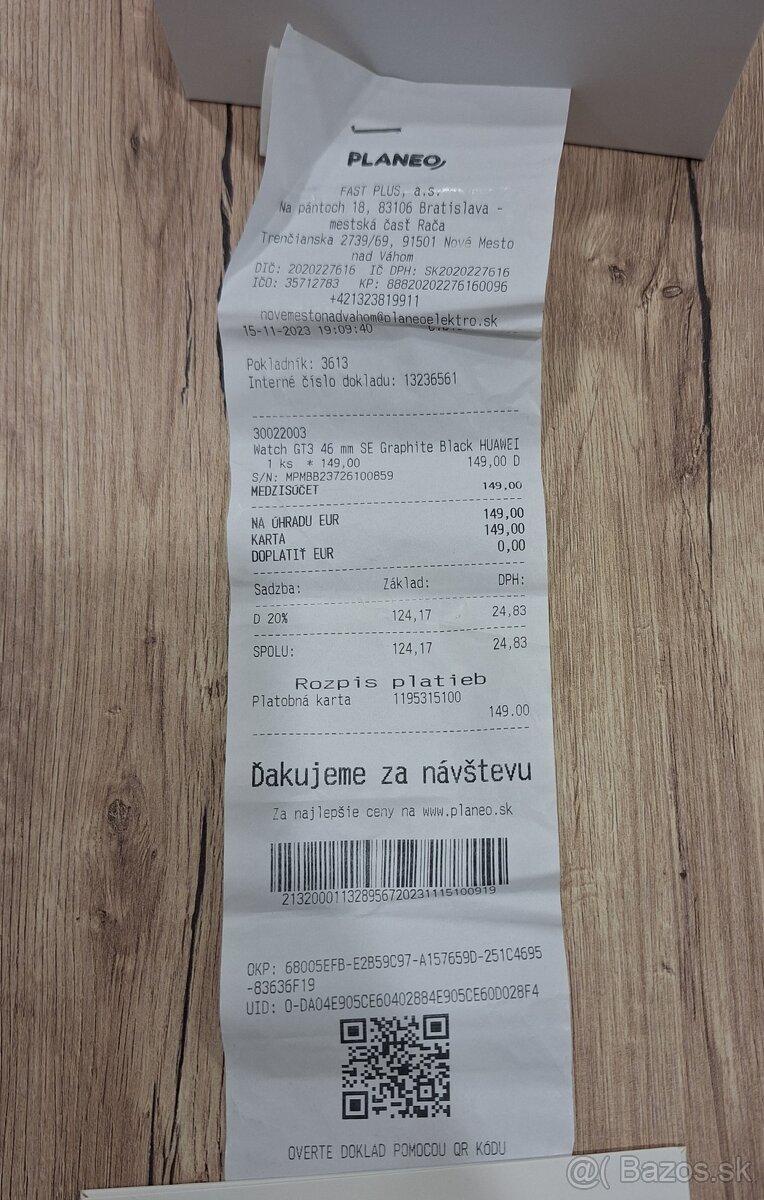 PLANEO
FAST PLUS, a.s.
Na pántoch 18, 83106 Bratislava -
mestská časť Rača
Trenčianska 2739/69, 91501 Nové Mesto
nad Váhom
DIČ: 2020227616 IČ DPH: SK2020227616
IČO: 35712783 KP: 88820202276160096
+421323819911
novemestonadvahom@planeoelektro.sk
15-11-2023 19:09:40
Pokladník: 3613
Interné číslo dokladu: 13236561
30022003
Watch GT3 46 mm SE Graphite Black HUAWEI
1 ks * 149,00 149,00 D
S/N: MPMBB23726100859
MEDZISÚČET 149,00
NA ÚHRADU EUR 149,00
KARTA 149,00
DOPLATIŤ EUR 0,00
Sadzba: Základ: DPH:
D 20% 124,17 24,83
SPOLU: 124,17 24,83
Rozpis platieb
Platobná karta 1195315100
149.00
Ďakujeme za návštevu
Za najlepšie ceny na www.planeo.sk
213200011328956720231115100919
OKP: 68005EFB-E2B59C97-A157659D-251C4695
-83636F19
UID: O-DA04E905CE60402884E905CE60D028F4
OVERTE DOKLAD POMOCOU QR KÓDU
@( Bazos.sk